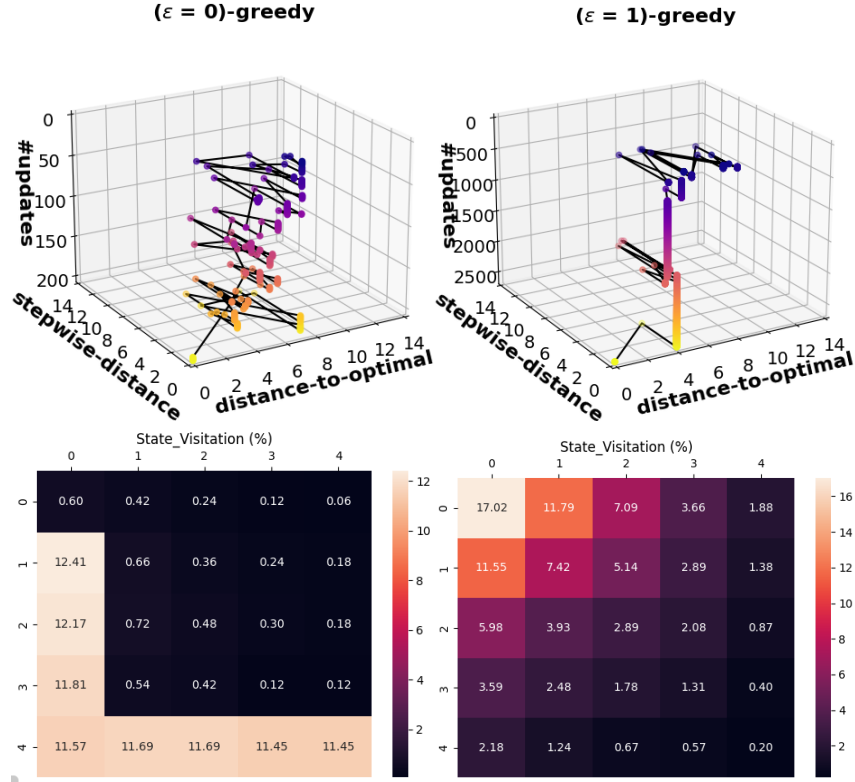 (ε = 0)-greedy
(ε = 1)-greedy
0
50
100
150
200
#updates
14
12
10
8
6
4
2
0
stepwise-distance
0
2
4
6
8
10
12
14
distance-to-optimal
0
500
1000
1500
2000
2500
#updates
14
12
10
8
6
4
2
0
stepwise-distance
0
2
4
6
8
10
12
14
distance-to-optimal
State_Visitation (%)
0 1 2 3 4
0 0.60 0.42 0.24 0.12 0.06
1 12.41 0.66 0.36 0.24 0.18
2 12.17 0.72 0.48 0.30 0.18
3 11.81 0.54 0.42 0.12 0.12
4 11.57 11.69 11.69 11.45 11.45
12
10
8
6
4
2
State_Visitation (%)
0 1 2 3 4
0 17.02 11.79 7.09 3.66 1.88
1 11.55 7.42 5.14 2.89 1.38
2 5.98 3.93 2.89 2.08 0.87
3 3.59 2.48 1.78 1.31 0.40
4 2.18 1.24 0.67 0.57 0.20
16
14
12
10
8
6
4
2